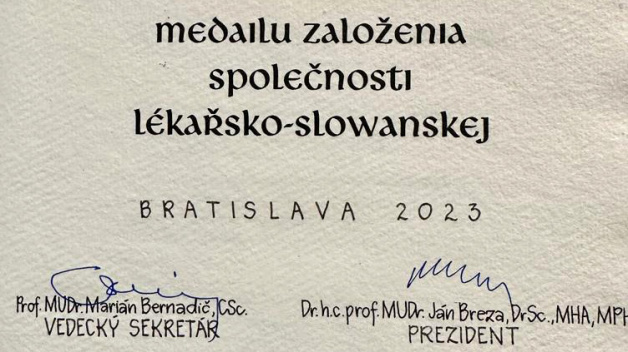 medailu založenia
společnosti
lékařsko-slowanskej
BRATISLAVA 2023
Prof. MUDr. Marián Bernadič, CSc.
VEDECKÝ SEKRETÁR
Dr.h.c.prof.MUDr. Ján Breza, DrSc., MHA, MPH
PREZIDENT